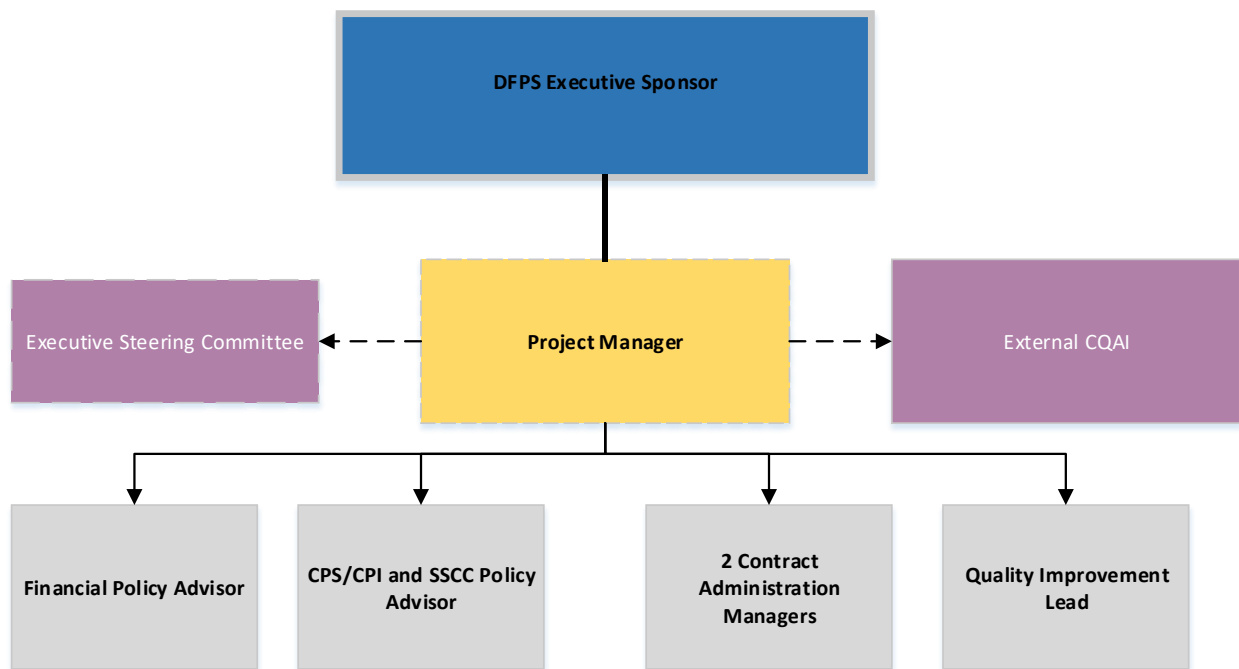 DFPS Executive Sponsor
Executive Steering Committee
Project Manager
External CQAI
Financial Policy Advisor
CPS/CPI and SSCC Policy
Advisor
2 Contract
Administration
Managers
Quality Improvement
Lead